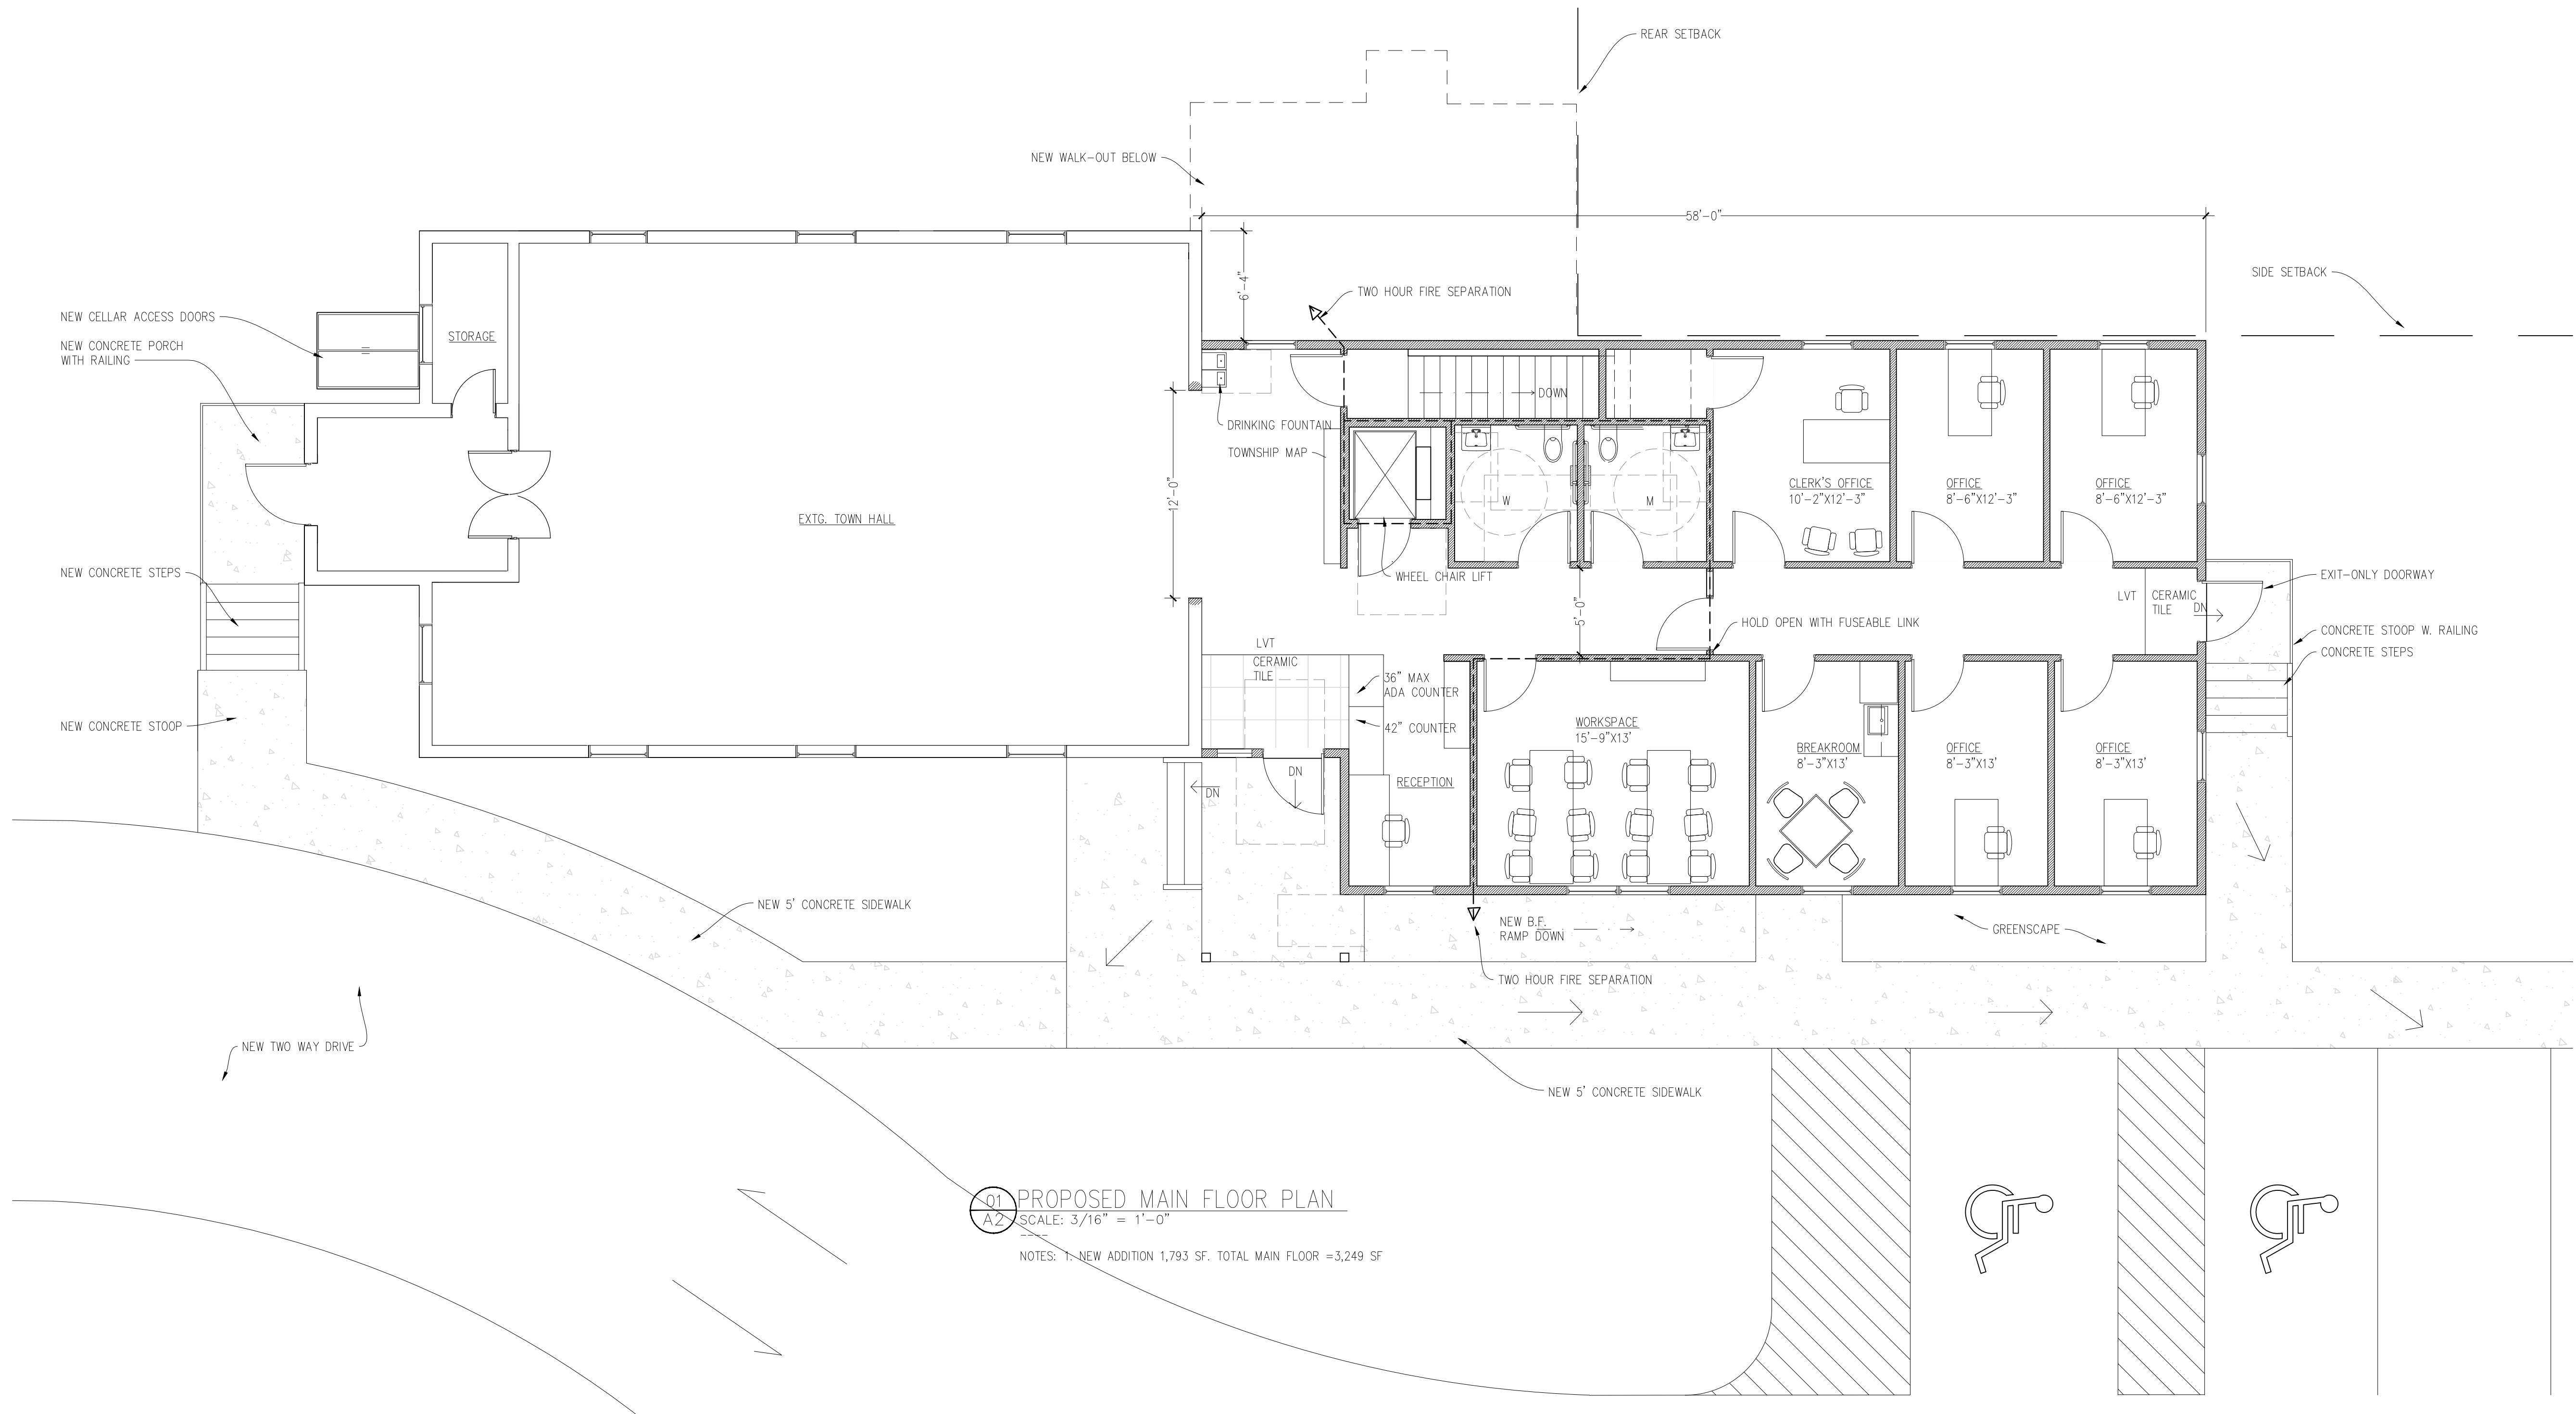 REAR SETBACK
NEW WALK-OUT BELOW
58'-0"
6'-4"
SIDE SETBACK
TWO HOUR FIRE SEPARATION
NEW CELLAR ACCESS DOORS
NEW CONCRETE PORCH
WITH RAILING
STORAGE
DOWN
DRINKING FOUNTAIN
TOWNSHIP MAP
12'-0"
W
M
CLERK'S OFFICE
10'-2"X12'-3"
OFFICE
8'-6"X12'-3"
OFFICE
8'-6"X12'-3"
EXTG. TOWN HALL
NEW CONCRETE STEPS
WHEEL CHAIR LIFT
EXIT-ONLY DOORWAY
LVT
CERAMIC
TILE
DN
5'-0"
HOLD OPEN WITH FUSEABLE LINK
CONCRETE STOOP W. RAILING
CONCRETE STEPS
LVT
CERAMIC
TILE
36" MAX
ADA COUNTER
42" COUNTER
NEW CONCRETE STOOP
WORKSPACE
15'-9"X13'
BREAKROOM
8'-3"X13'
OFFICE
8'-3"X13'
OFFICE
8'-3"X13'
DN
DN
RECEPTION
NEW 5' CONCRETE SIDEWALK
NEW B.F.
RAMP DOWN
GREENSCAPE
TWO HOUR FIRE SEPARATION
NEW TWO WAY DRIVE
NEW 5' CONCRETE SIDEWALK
01
A2
PROPOSED MAIN FLOOR PLAN
SCALE: 3/16" = 1'-0"
NOTES: 1. NEW ADDITION 1,793 SF. TOTAL MAIN FLOOR =3,249 SF